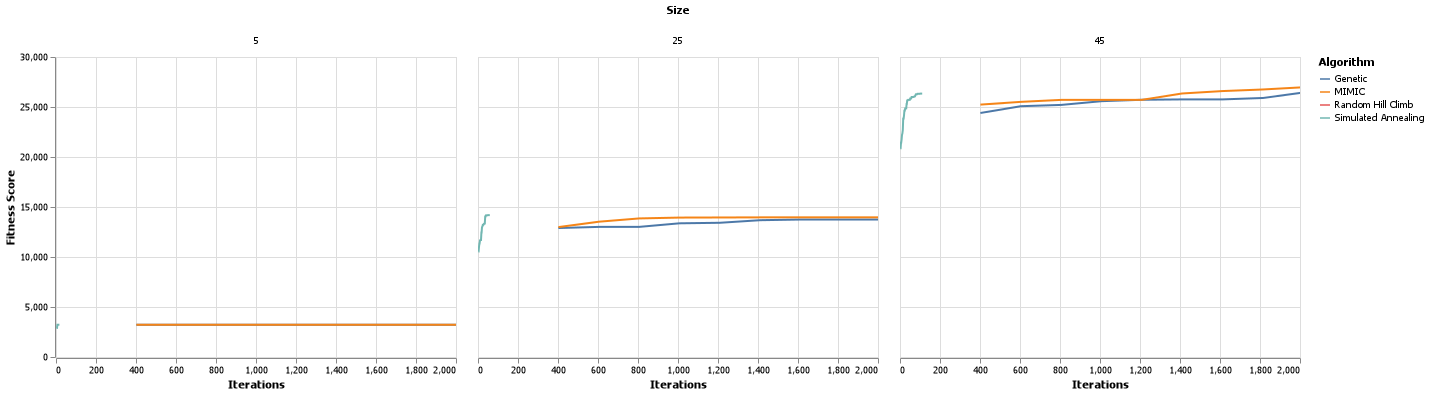 Size
5 25 45
Fitness Score
30,000
25,000
20,000
15,000
10,000
5,000
0
0 200 400 600 800 1,000 1,200 1,400 1,600 1,800 2,000
Iterations
0 200 400 600 800 1,000 1,200 1,400 1,600 1,800 2,000
Iterations
0 200 400 600 800 1,000 1,200 1,400 1,600 1,800 2,000
Iterations
Algorithm
Genetic
MIMIC
Random Hill Climb
Simulated Annealing